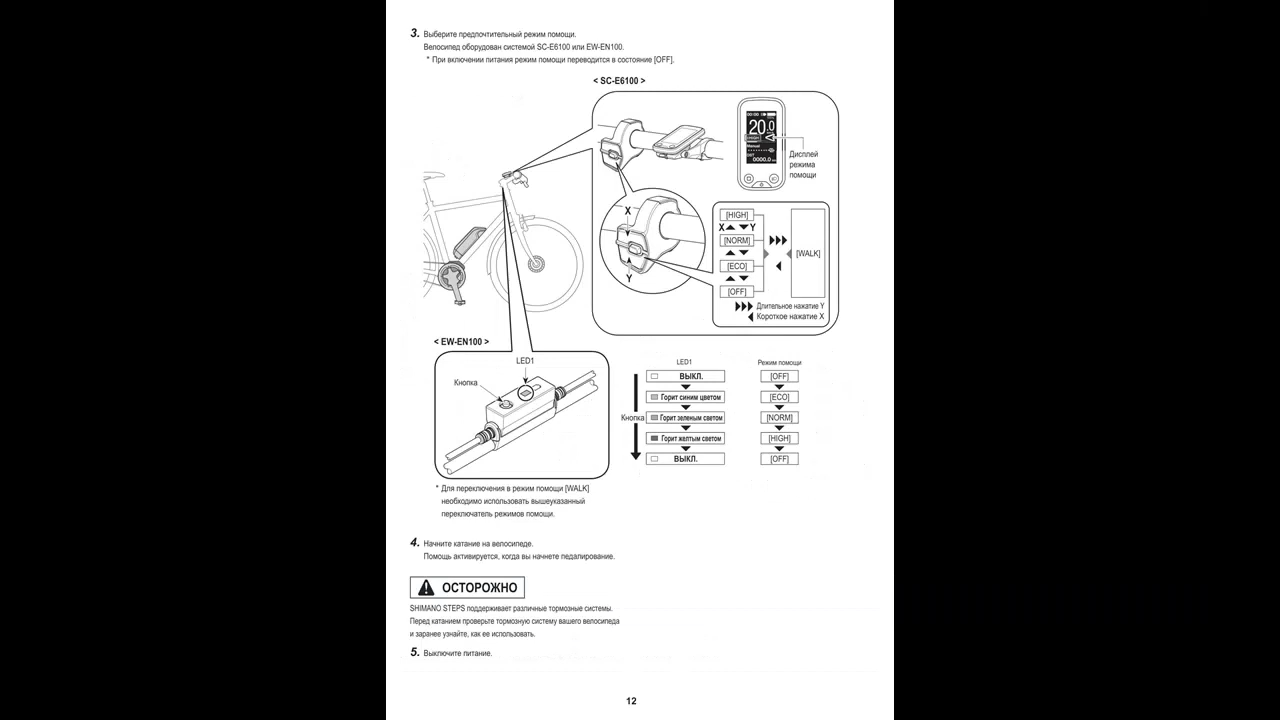 3. Выберите предпочтительный режим помощи.
Велосипед оборудован системой SC-E6100 или EW-EN100.
* При включении питания режим помощи переводится в состояние [OFF].
< SC-E6100 >
20.0
HIGH
Manual
0000.0
Дисплей
режима
помощи
X
Y
[HIGH]
X Y
[NORM]
[ECO]
[OFF]
[WALK]
Длительное нажатие Y
Короткое нажатие X
< EW-EN100 >
LED1
Кнопка
LED1
Режим помощи
ВЫКЛ.
[OFF]
Горит синим цветом
[ECO]
Кнопка
Горит зеленым светом
[NORM]
Горит желтым светом
[HIGH]
ВЫКЛ.
[OFF]
* Для переключения в режим помощи [WALK]
необходимо использовать вышеуказанный
переключатель режимов помощи.
4. Начните катание на велосипеде.
Помощь активируется, когда вы начнете педалирование.
ОСТОРОЖНО
SHIMANO STEPS поддерживает различные тормозные системы.
Перед катанием проверьте тормозную систему вашего велосипеда
и заранее узнайте, как ее использовать.
5. Выключите питание.
12